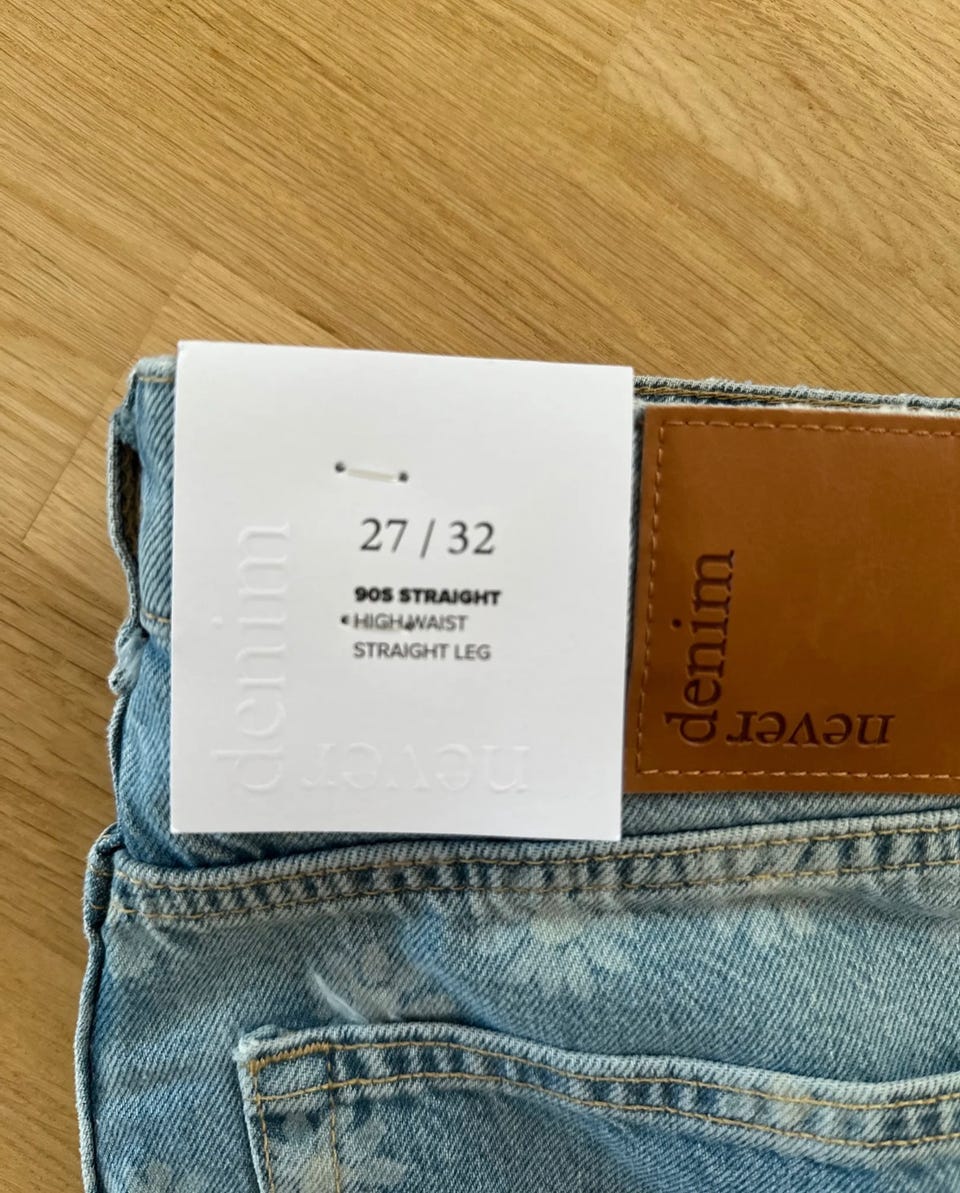 27 / 32
90S STRAIGHT
HIGH WAIST
STRAIGHT LEG
denim
never
denim
never